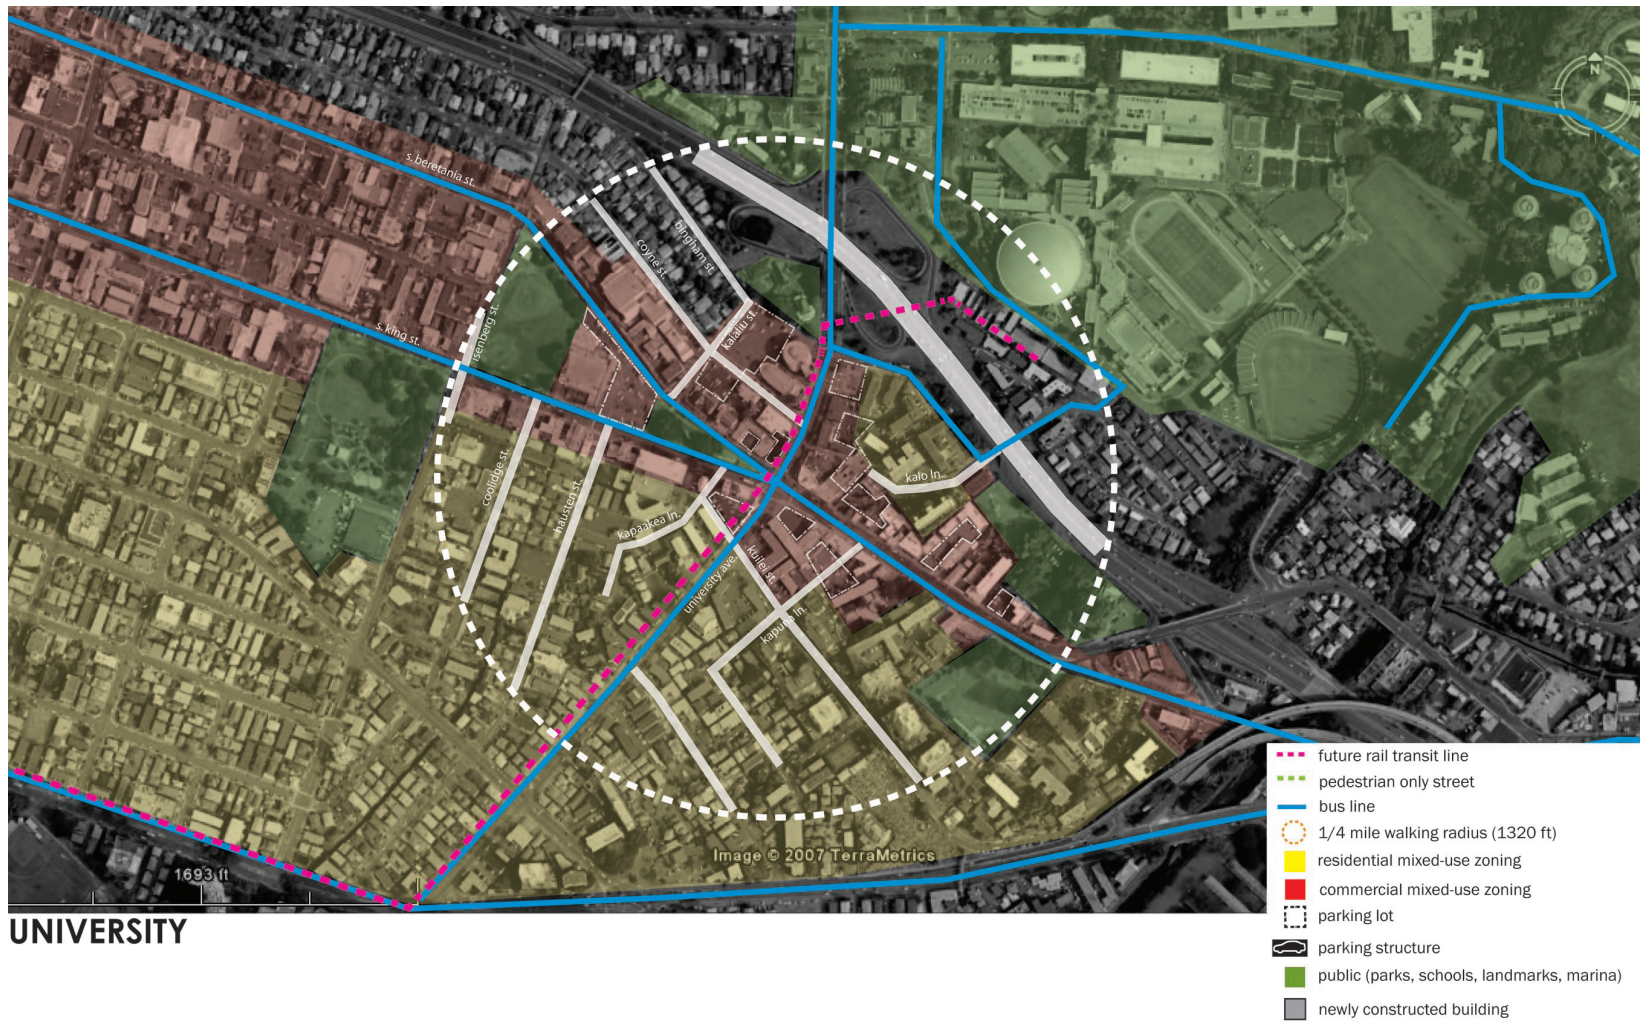 N
s. beretania st.
bingham st.
coyne st.
kalaliu st.
isenberg st.
s. king st.
coolidge st.
hausten st.
kalo ln.
kapaakea ln.
kuilei st.
university ave.
kapuna ln.
Image © 2007 TerraMetrics
1693 ft
UNIVERSITY
future rail transit line
pedestrian only street
bus line
1/4 mile walking radius (1320 ft)
residential mixed-use zoning
commercial mixed-use zoning
parking lot
parking structure
public (parks, schools, landmarks, marina)
newly constructed building